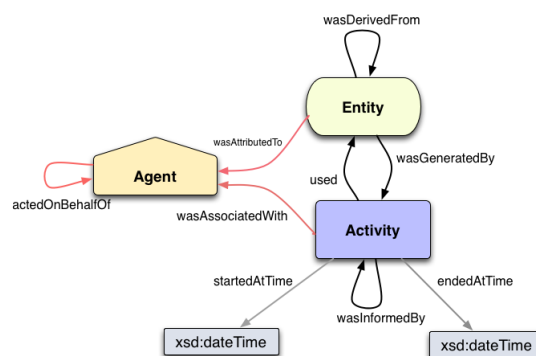 wasDerivedFrom
Entity
wasAttributedTo
wasGeneratedBy
used
Agent
actedOnBehalfOf
wasAssociatedWith
Activity
startedAtTime
endedAtTime
wasInformedBy
xsd:dateTime
xsd:dateTime